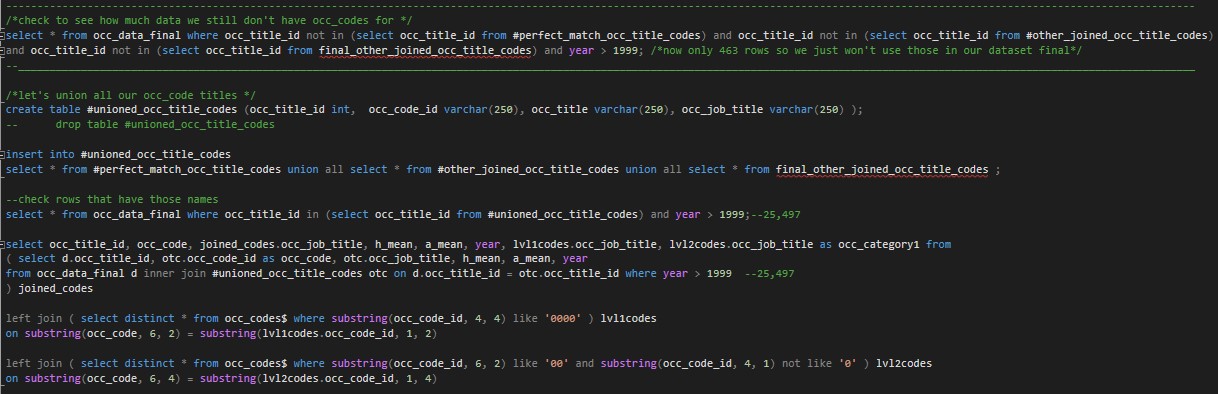 --------------------------------------------------------------------------------
/*check to see how much data we still don't have occ_codes for */
select * from occ_data_final where occ_title_id not in (select occ_title_id from #perfect_match_occ_title_codes) and occ_title_id not in (select occ_title_id from #other_joined_occ_title_codes)
and occ_title_id not in (select occ_title_id from final_other_joined_occ_title_codes) and year > 1999; /*now only 463 rows so we just won't use those in our dataset final*/
--________________________________________________________________________________
/*let's union all our occ_code titles */
create table #unioned_occ_title_codes (occ_title_id int,  occ_code_id varchar(250), occ_title varchar(250), occ_job_title varchar(250) );
--      drop table #unioned_occ_title_codes
insert into #unioned_occ_title_codes
select * from #perfect_match_occ_title_codes union all select * from #other_joined_occ_title_codes union all select * from final_other_joined_occ_title_codes ;
--check rows that have those names
select * from occ_data_final where occ_title_id in (select occ_title_id from #unioned_occ_title_codes) and year > 1999;--25,497
select occ_title_id, occ_code, joined_codes.occ_job_title, h_mean, a_mean, year, lvl1codes.occ_job_title, lvl2codes.occ_job_title as occ_category1 from
( select d.occ_title_id, otc.occ_code_id as occ_code, otc.occ_job_title, h_mean, a_mean, year
from occ_data_final d inner join #unioned_occ_title_codes otc on d.occ_title_id = otc.occ_title_id where year > 1999  --25,497
) joined_codes
left join ( select distinct * from occ_codes$ where substring(occ_code_id, 4, 4) like '0000' ) lvl1codes
on substring(occ_code, 6, 2) = substring(lvl1codes.occ_code_id, 1, 2)
left join ( select distinct * from occ_codes$ where substring(occ_code_id, 6, 2) like '00' and substring(occ_code_id, 4, 1) not like '0' ) lvl2codes
on substring(occ_code, 6, 4) = substring(lvl2codes.occ_code_id, 1, 4)